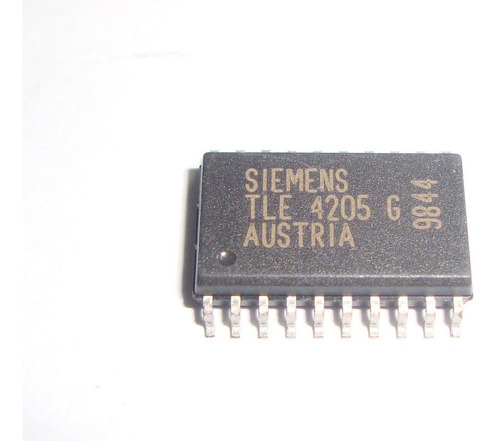 SIEMENS
TLE 4205 G
AUSTRIA
9844